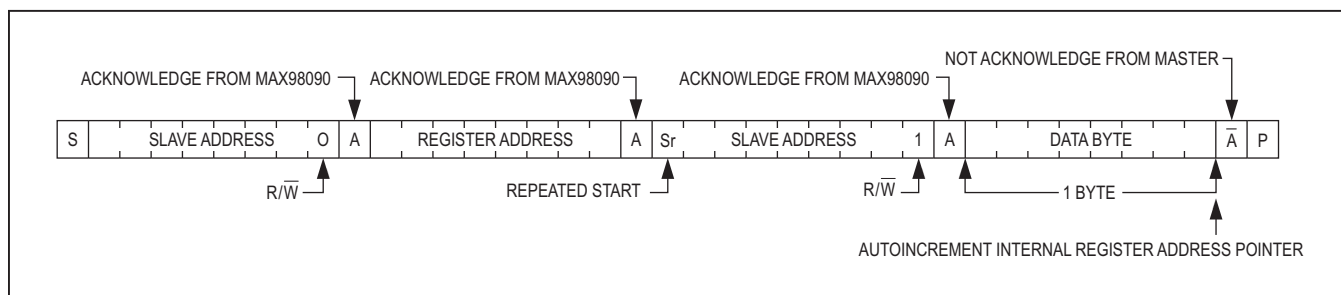 NOT ACKNOWLEDGE FROM MASTER
ACKNOWLEDGE FROM MAX98090 ACKNOWLEDGE FROM MAX98090 ACKNOWLEDGE FROM MAX98090
S SLAVE ADDRESS O A REGISTER ADDRESS A Sr SLAVE ADDRESS 1 A DATA BYTE A̅ P
R/W̅ REPEATED START R/W̅ 1 BYTE
AUTOINCREMENT INTERNAL REGISTER ADDRESS POINTER